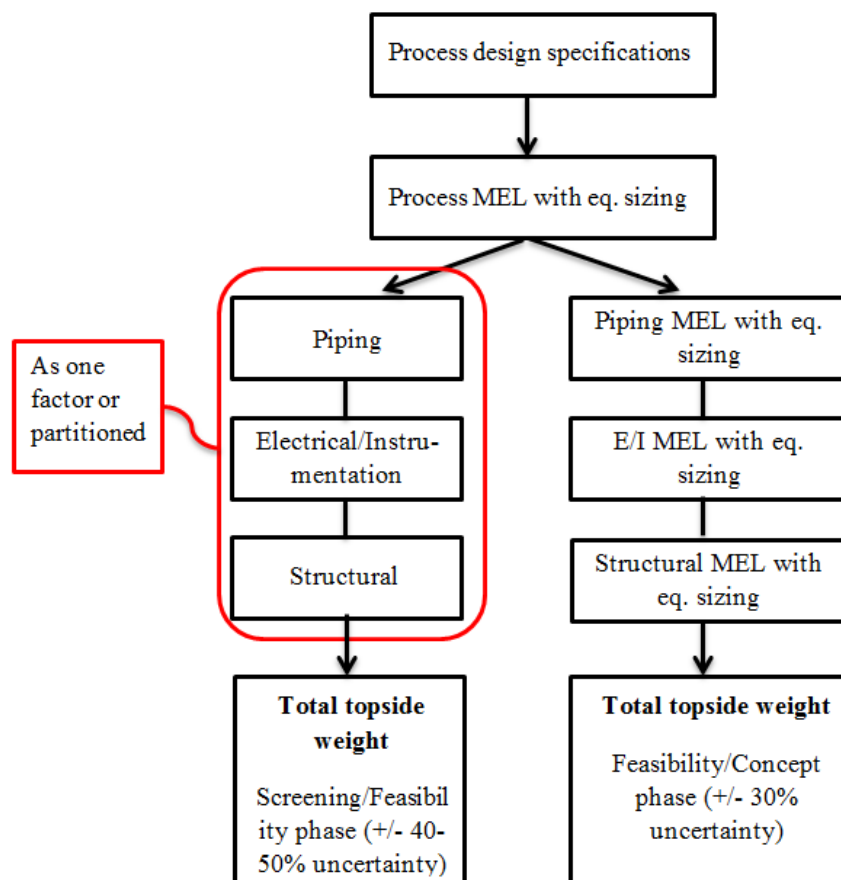 Process design specifications
Process MEL with eq. sizing
As one
factor or
partitioned
Piping
Electrical/Instru-
mentation
Structural
Total topside
weight
Screening/Feasibil
ity phase (+/- 40-
50% uncertainty)
Piping MEL with eq.
sizing
E/I MEL with eq.
sizing
Structural MEL with
eq. sizing
Total topside weight
Feasibility/Concept
phase (+/- 30%
uncertainty)